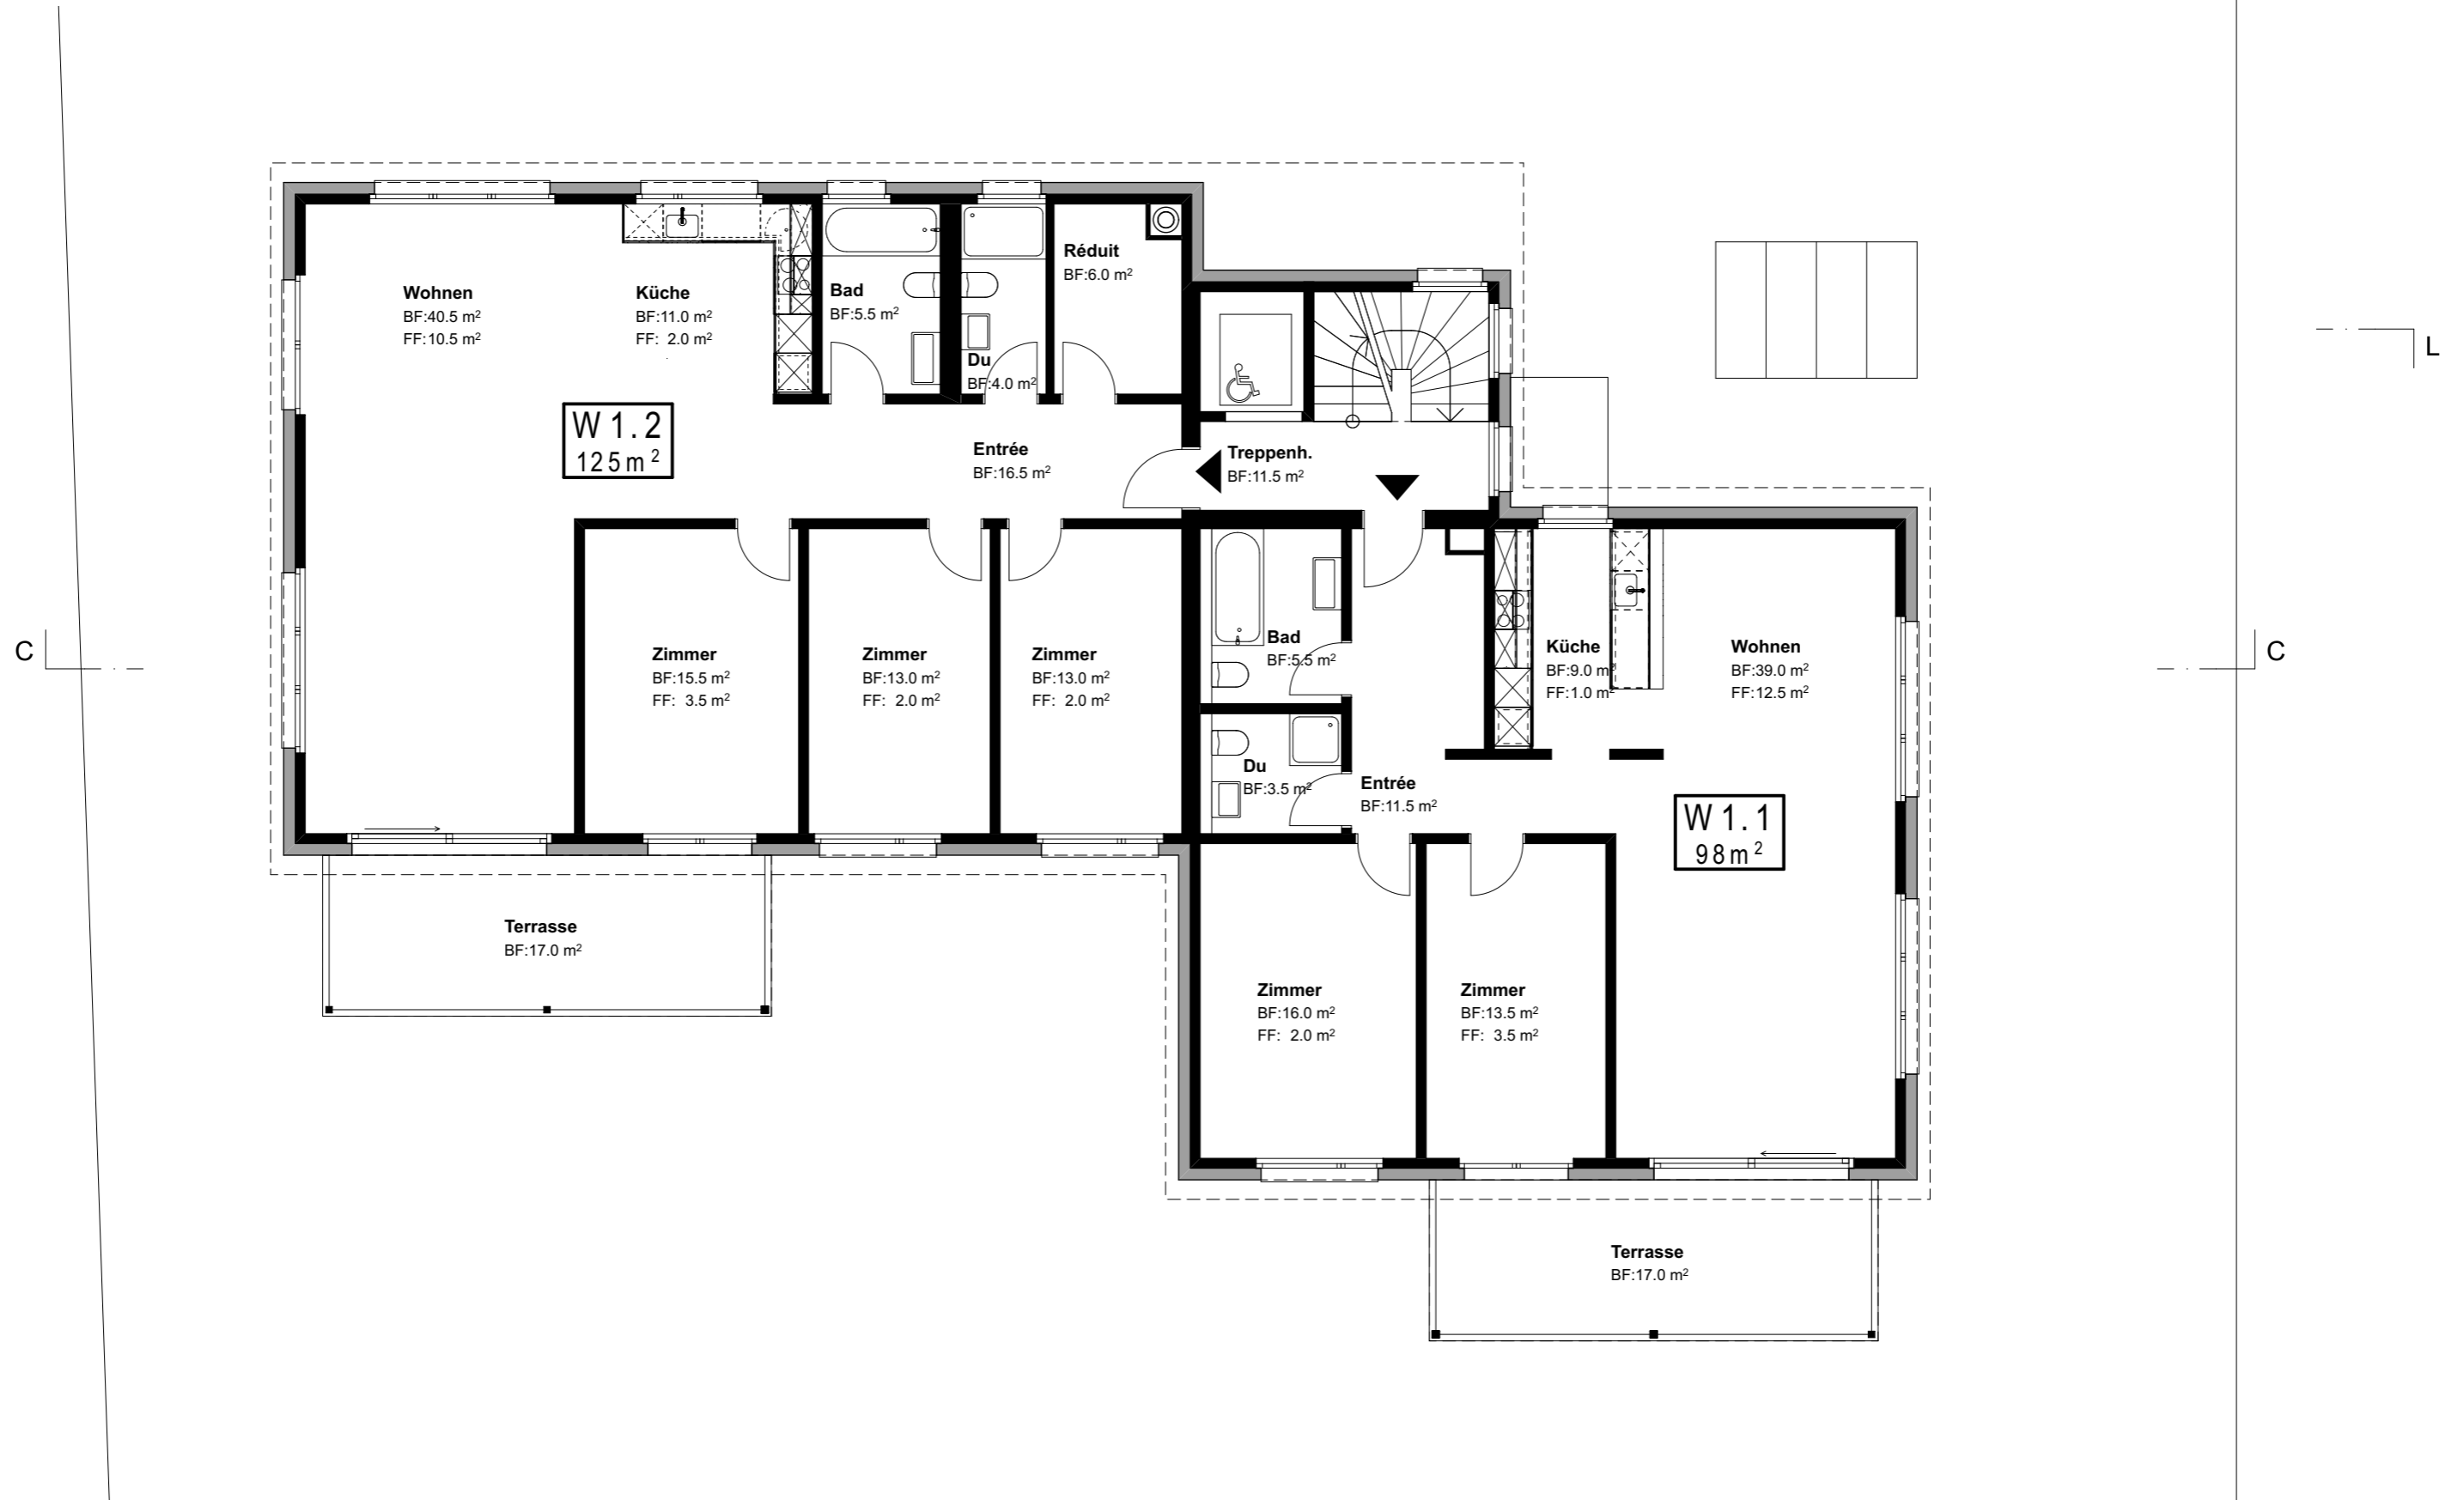 Wohnen
BF:40.5 m²
FF:10.5 m²
Küche
BF:11.0 m²
FF: 2.0 m²
Bad
BF:5.5 m²
Du
BF:4.0 m²
Réduit
BF:6.0 m²
L
W 1.2
125m²
Entrée
BF:16.5 m²
Treppenh.
BF:11.5 m²
C
Zimmer
BF:15.5 m²
FF: 3.5 m²
Zimmer
BF:13.0 m²
FF: 2.0 m²
Zimmer
BF:13.0 m²
FF: 2.0 m²
Bad
BF:5.5 m²
Küche
BF:9.0 m²
FF:1.0 m²
Wohnen
BF:39.0 m²
FF:12.5 m²
C
Du
BF:3.5 m²
Entrée
BF:11.5 m²
W 1.1
98m²
Terrasse
BF:17.0 m²
Zimmer
BF:16.0 m²
FF: 2.0 m²
Zimmer
BF:13.5 m²
FF: 3.5 m²
Terrasse
BF:17.0 m²